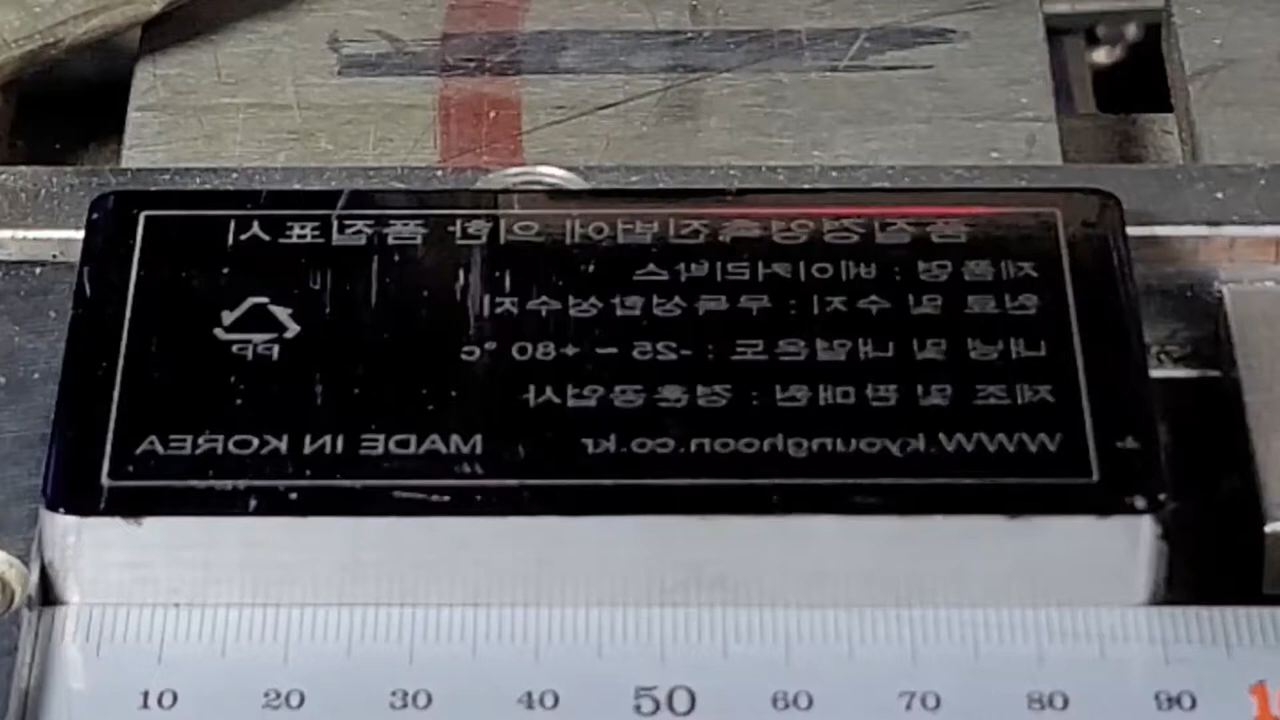 품질경영촉진법에 의한 품질표시
제품명 : 베이커리박스
원료 및 수지 : 무독성합성수지
내냉 및 내열온도 : -25 ~ +80 °c
제조 및 판매원 : 경훈공업사
WWW.kyounghoon.co.kr MADE IN KOREA
PP
10 20 30 40 50 60 70 80 90